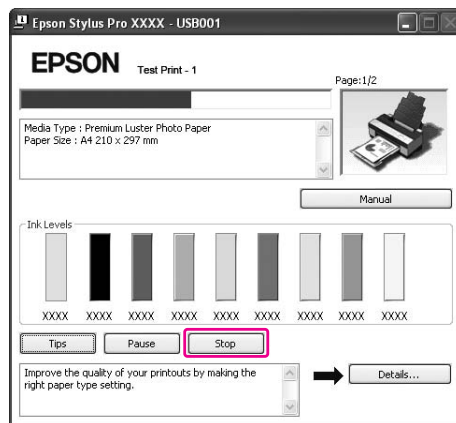 Epson Stylus Pro XXXX - USB001
EPSON
Test Print - 1
Page:1/2
Media Type : Premium Luster Photo Paper
Paper Size : A4 210 x 297 mm
Manual
Ink Levels
XXXX XXXX XXXX XXXX XXXX XXXX XXXX XXXX XXXX
Tips Pause Stop
Improve the quality of your printouts by making the
right paper type setting.
Details...